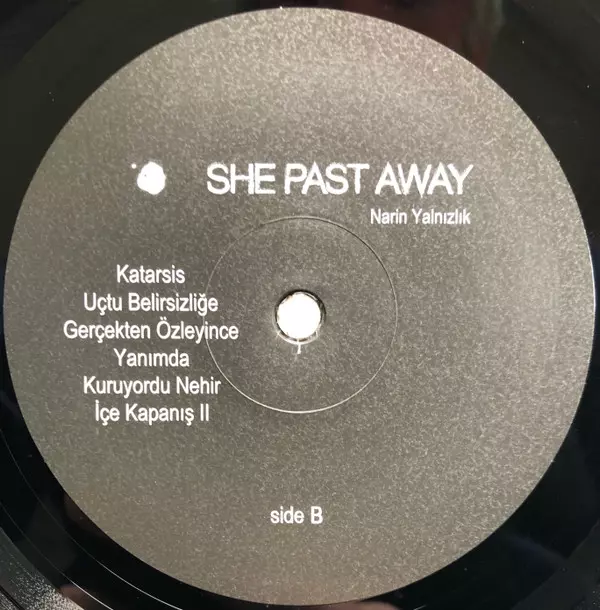 SHE PAST AWAY
Narin Yalnızlık
Katarsis
Uçtu Belirsizliğe
Gerçekten Özleyince
Yanımda
Kuruyordu Nehir
İçe Kapanış II
side B